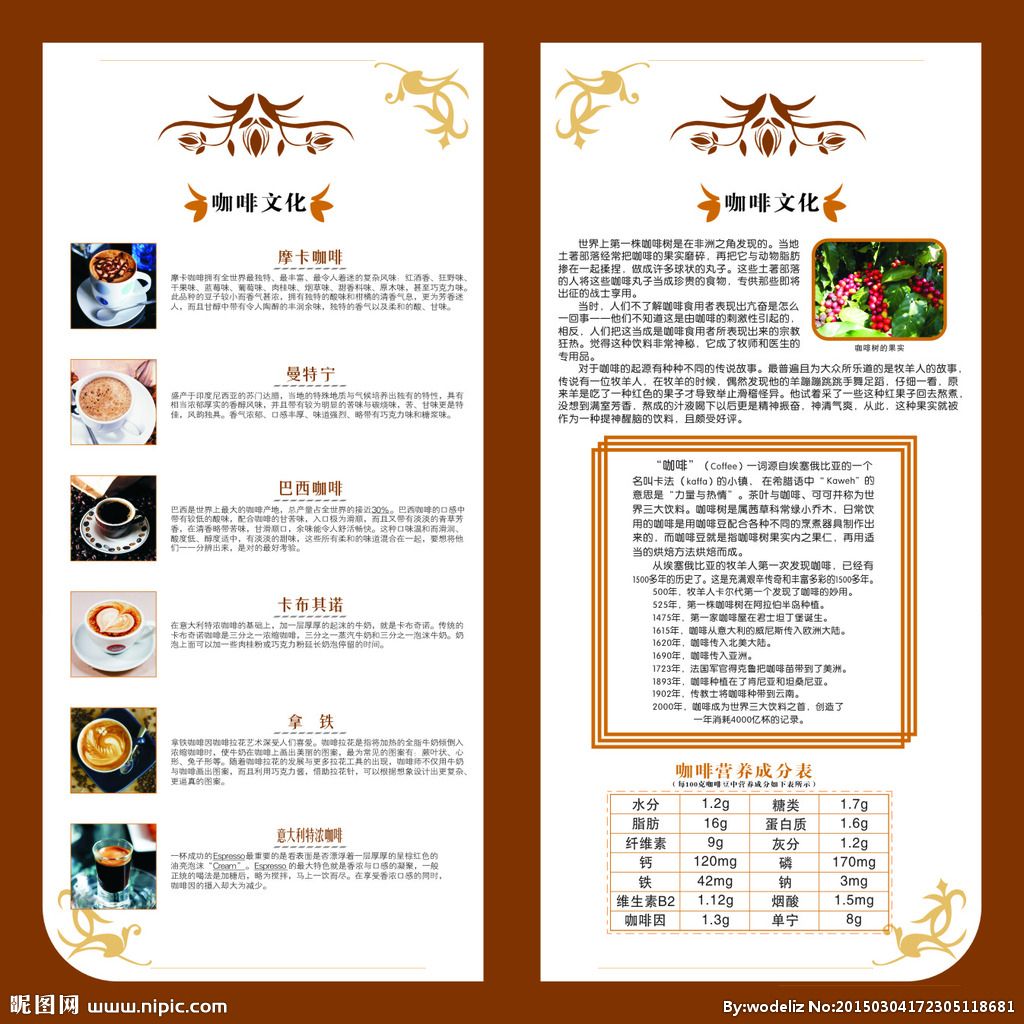 咖啡文化
摩卡咖啡
摩卡咖啡拥有全世界最独特、最丰富、最令人着迷的复杂风味：红酒香、狂野味、
干果味、蓝莓味、葡萄味、肉桂味、烟草味、甜香料味、原木味，甚至巧克力味。
此品种的豆子较小而香气甚浓，拥有独特的酸味和柑橘的清香气息，更为芳香迷
人，而且甘醇中带有令人陶醉的丰润余味，独特的香气以及柔和的酸、甘味。
曼特宁
盛产于印度尼西亚的苏门达腊，当地的特殊地质与气候培养出独有的特性，具有
相当浓郁厚实的香醇风味，并且带有较为明显的苦味与碳烧味，苦、甘味更是特
佳，风韵独具。香气浓郁、口感丰厚、味道强烈、略带有巧克力味和糖浆味。
巴西咖啡
巴西是世界上最大的咖啡产地，总产量占全世界的接近30%。巴西咖啡的口感中
带有较低的酸味，配合咖啡的甘苦味，入口极为滑顺，而且又带有淡淡的青草芳
香，在清香略带苦味，甘滑顺口，余味能令人舒活畅快。这种口味温和而滑润、
酸度低、醇度适中，有淡淡的甜味，这些所有柔和的味道混合在一起，要想将他
们一一分辨出来，是对的最好考验。
卡布其诺
在意大利特浓咖啡的基础上，加一层厚厚的起沫的牛奶，就是卡布奇诺。传统的
卡布奇诺咖啡是三分之一浓缩咖啡，三分之一蒸汽牛奶和三分之一泡沫牛奶。奶
泡上面可以加一些肉桂粉或巧克力粉延长奶泡停留的时间。
拿 铁
拿铁咖啡因咖啡拉花艺术深受人们喜爱。咖啡拉花是指将加热的全脂牛奶倾倒入
浓缩咖啡时，使牛奶在咖啡上画出美丽的图案，最为常见的图案有：蕨叶状、心
形、兔子形等。随着咖啡拉花的发展与更多拉花工具的出现，咖啡师不仅用牛奶
与咖啡画出图案，而且利用巧克力酱，借助拉花针，可以根据想象设计出更复杂、
更逼真的图案。
意大利特浓咖啡
一杯成功的Espresso最重要的是看表面是否漂浮着一层厚厚的呈棕红色的
油亮泡沫“Cream”。Espresso 的最大特色就是香浓与口感的凝聚，一般
正统的喝法是加糖后，略为搅拌，马上一饮而尽。在享受香浓口感的同时，
咖啡因的摄入却大为减少。
咖啡文化
世界上第一株咖啡树是在非洲之角发现的。当地
土著部落经常把咖啡的果实磨碎，再把它与动物脂肪
掺在一起揉捏，做成许多球状的丸子。这些土著部落
的人将这些咖啡丸子当成珍贵的食物，专供那些即将
出征的战士享用。
当时，人们不了解咖啡食用者表现出亢奋是怎么
一回事——他们不知道这是由咖啡的刺激性引起的，
相反，人们把这当成是咖啡食用者所表现出来的宗教
狂热。觉得这种饮料非常神秘，它成了牧师和医生的
专用品。
咖啡树的果实
对于咖啡的起源有种种不同的传说故事。最普遍且为大众所乐道的是牧羊人的故事，
传说有一位牧羊人，在牧羊的时候，偶然发现他的羊蹦蹦跳跳手舞足蹈，仔细一看，原
来羊是吃了一种红色的果子才导致举止滑稽怪异。他试着采了一些这种红果子回去熬煮，
没想到满室芳香，熬成的汁液喝下以后更是精神振奋，神清气爽，从此，这种果实就被
作为一种提神醒脑的饮料，且颇受好评。
“咖啡”（Coffee）一词源自埃塞俄比亚的一个
名叫卡法（kaffa）的小镇，在希腊语中“Kaweh”的
意思是“力量与热情”。茶叶与咖啡、可可并称为世
界三大饮料。咖啡树是属茜草科常绿小乔木，日常饮
用的咖啡是用咖啡豆配合各种不同的烹煮器具制作出
来的，而咖啡豆就是指咖啡树果实内之果仁，再用适
当的烘焙方法烘焙而成。
从埃塞俄比亚的牧羊人第一次发现咖啡，已经有
1500多年的历史了。这是充满艰辛传奇和丰富多彩的1500多年。
500年，牧羊人卡尔代第一个发现了咖啡的妙用。
525年，第一株咖啡树在阿拉伯半岛种植。
1475年，第一家咖啡屋在君士坦丁堡诞生。
1615年，咖啡从意大利的威尼斯传入欧洲大陆。
1620年，咖啡传入北美大陆。
1690年，咖啡传入亚洲。
1723年，法国军官得克鲁把咖啡苗带到了美洲。
1893年，咖啡种植在了肯尼亚和坦桑尼亚。
1902年，传教士将咖啡种带到云南。
2000年，咖啡成为世界三大饮料之首，创造了
一年消耗4000亿杯的记录。
咖啡营养成分表
（每100克咖啡豆中营养成分如下表所示）
水分 1.2g 糖类 1.7g
脂肪 16g 蛋白质 1.6g
纤维素 9g 灰分 1.2g
钙 120mg 磷 170mg
铁 42mg 钠 3mg
维生素B2 1.12g 烟酸 1.5mg
咖啡因 1.3g 单宁 8g
昵图网 www.nipic.com
By:wodeliz No:20150304172305118681